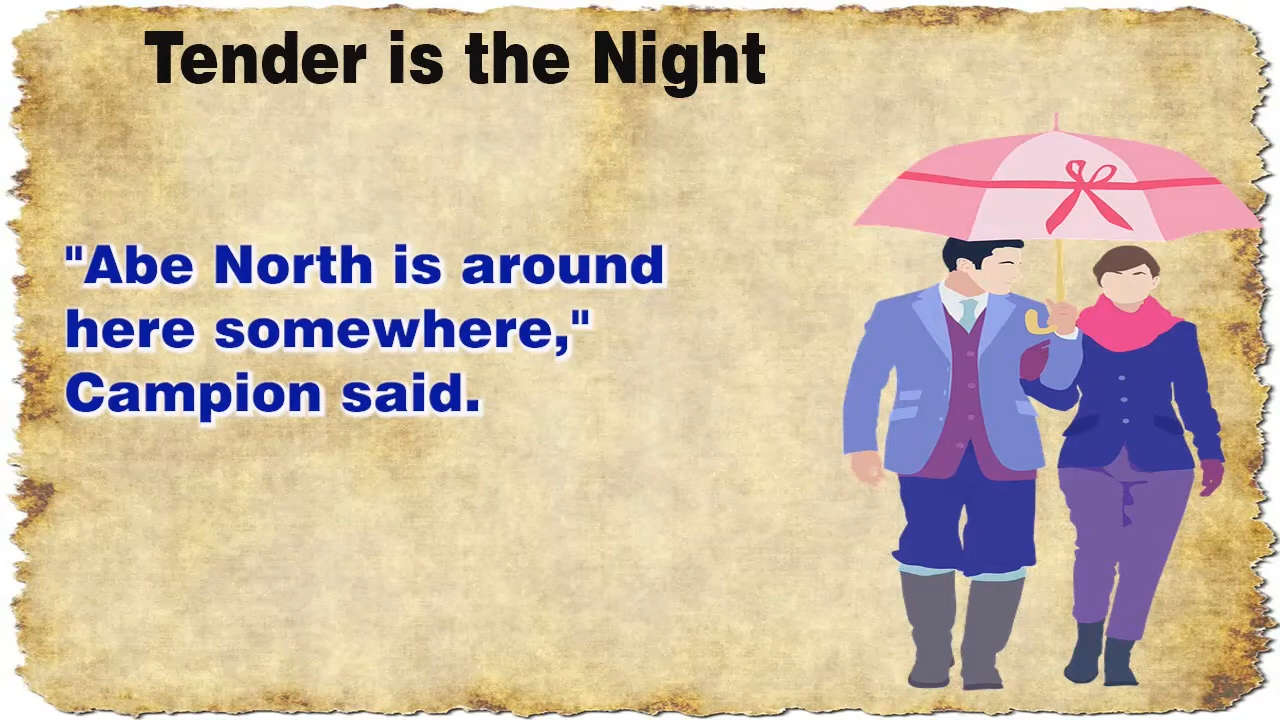 Tender is the Night
"Abe North is around
here somewhere,"
Campion said.